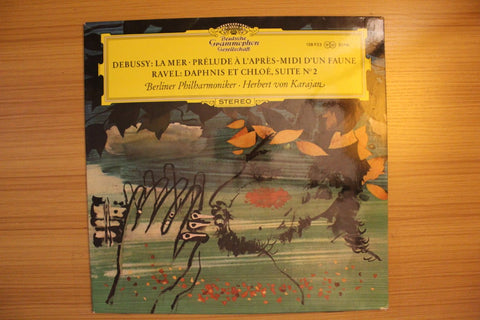 Deutsche
Grammophon
Gesellschaft
DEBUSSY: LA MER · PRÉLUDE À L'APRÈS-MIDI D'UN FAUNE
RAVEL: DAPHNIS ET CHLOÉ, SUITE Nº 2
Berliner Philharmoniker · Herbert von Karajan
STEREO